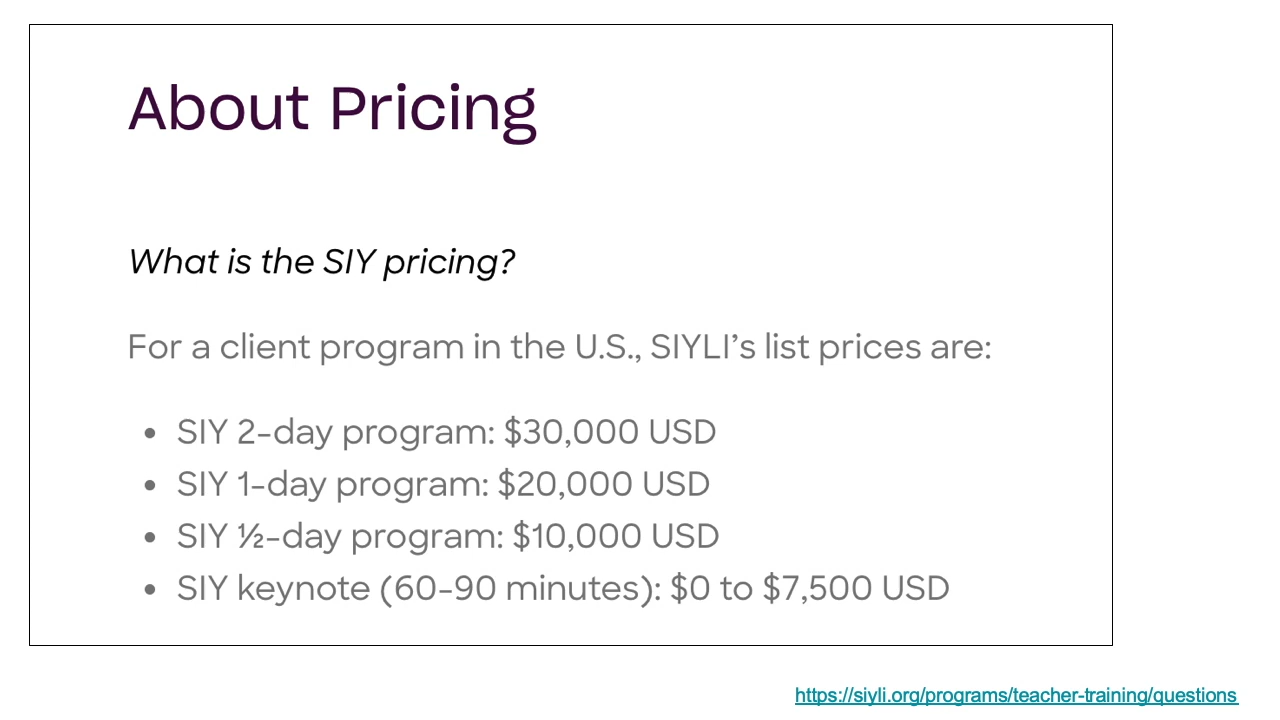 About Pricing
What is the SIY pricing?
For a client program in the U.S., SIYLI’s list prices are:
• SIY 2-day program: $30,000 USD
• SIY 1-day program: $20,000 USD
• SIY ½-day program: $10,000 USD
• SIY keynote (60-90 minutes): $0 to $7,500 USD
https://siyli.org/programs/teacher-training/questions